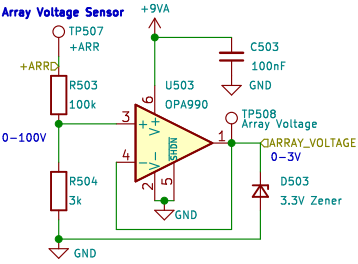 Array Voltage Sensor
+9VA
TP507
+ARR
+ARR
C503
100nF
GND
R503
100k
U503
OPA990
TP508
Array Voltage
3
+
6
V+
1
ARRAY_VOLTAGE
0-100V
0-3V
4
-
V-
SHDN
2
5
R504
3k
GND
D503
3.3V Zener
GND